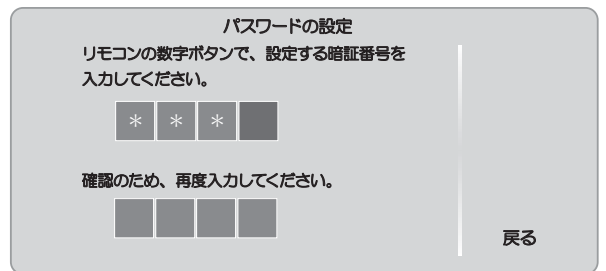 パスワードの設定
リモコンの数字ボタンで、設定する暗証番号を
入力してください。
＊ ＊ ＊
確認のため、再度入力してください。
戻る